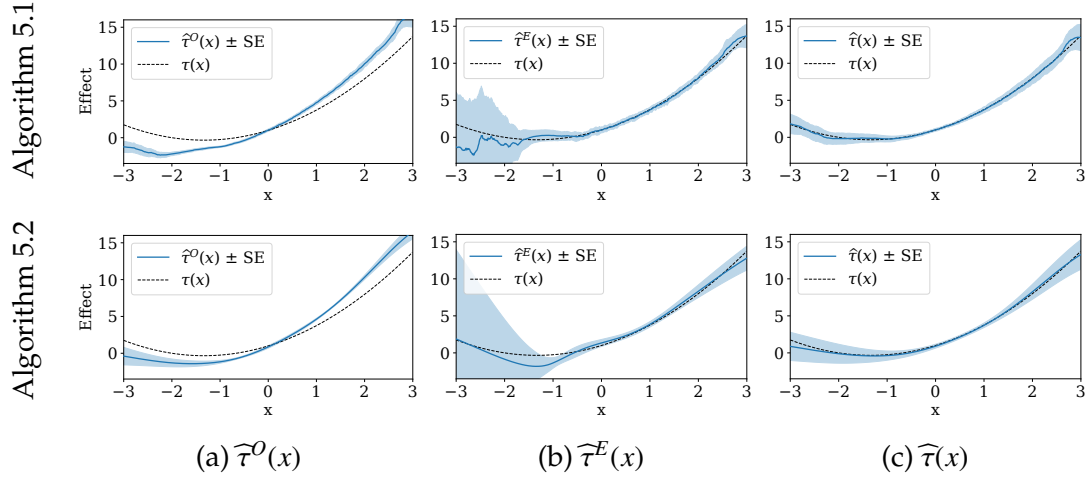 Algorithm 5.1
Effect
15
10
5
0
τ̂ᴼ(x) ± SE
τ(x)
−3 −2 −1 0 1 2 3
x
15
10
5
0
τ̂ᴱ(x) ± SE
τ(x)
−3 −2 −1 0 1 2 3
x
15
10
5
0
τ̂(x) ± SE
τ(x)
−3 −2 −1 0 1 2 3
x
Algorithm 5.2
Effect
15
10
5
0
τ̂ᴼ(x) ± SE
τ(x)
−3 −2 −1 0 1 2 3
x
15
10
5
0
τ̂ᴱ(x) ± SE
τ(x)
−3 −2 −1 0 1 2 3
x
15
10
5
0
τ̂(x) ± SE
τ(x)
−3 −2 −1 0 1 2 3
x
(a) τ̂ᴼ(x)
(b) τ̂ᴱ(x)
(c) τ̂(x)